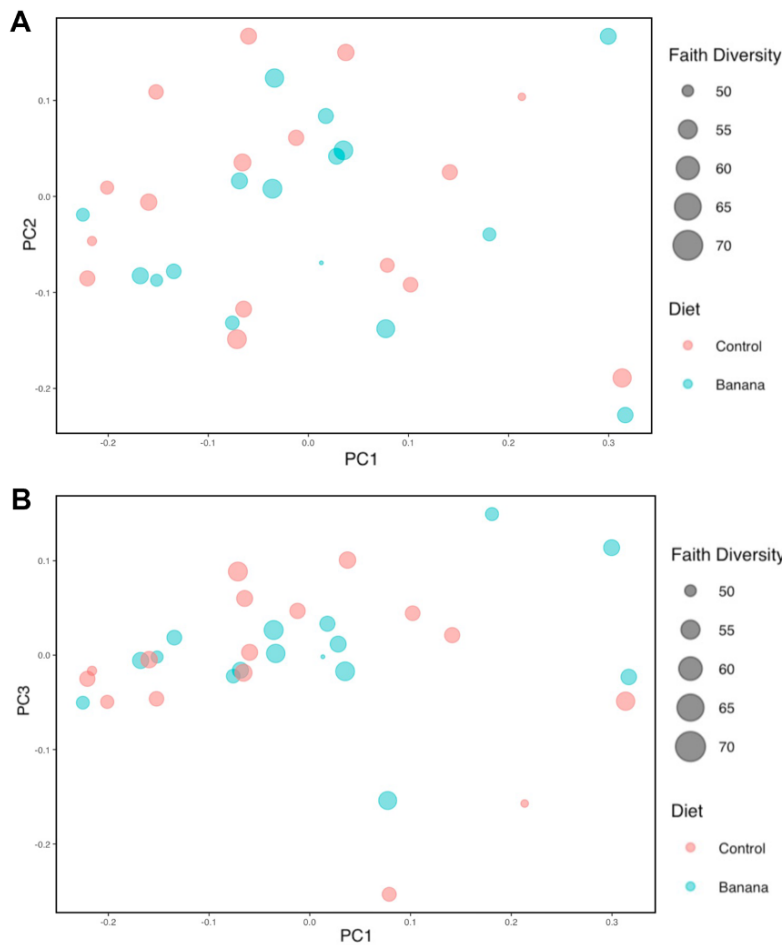 A
PC2
0.1
0.0
-0.1
-0.2
-0.2 -0.1 0.0 0.1 0.2 0.3
PC1
Faith Diversity
50
55
60
65
70
Diet
Control
Banana
B
PC3
0.1
0.0
-0.1
-0.2
-0.2 -0.1 0.0 0.1 0.2 0.3
PC1
Faith Diversity
50
55
60
65
70
Diet
Control
Banana